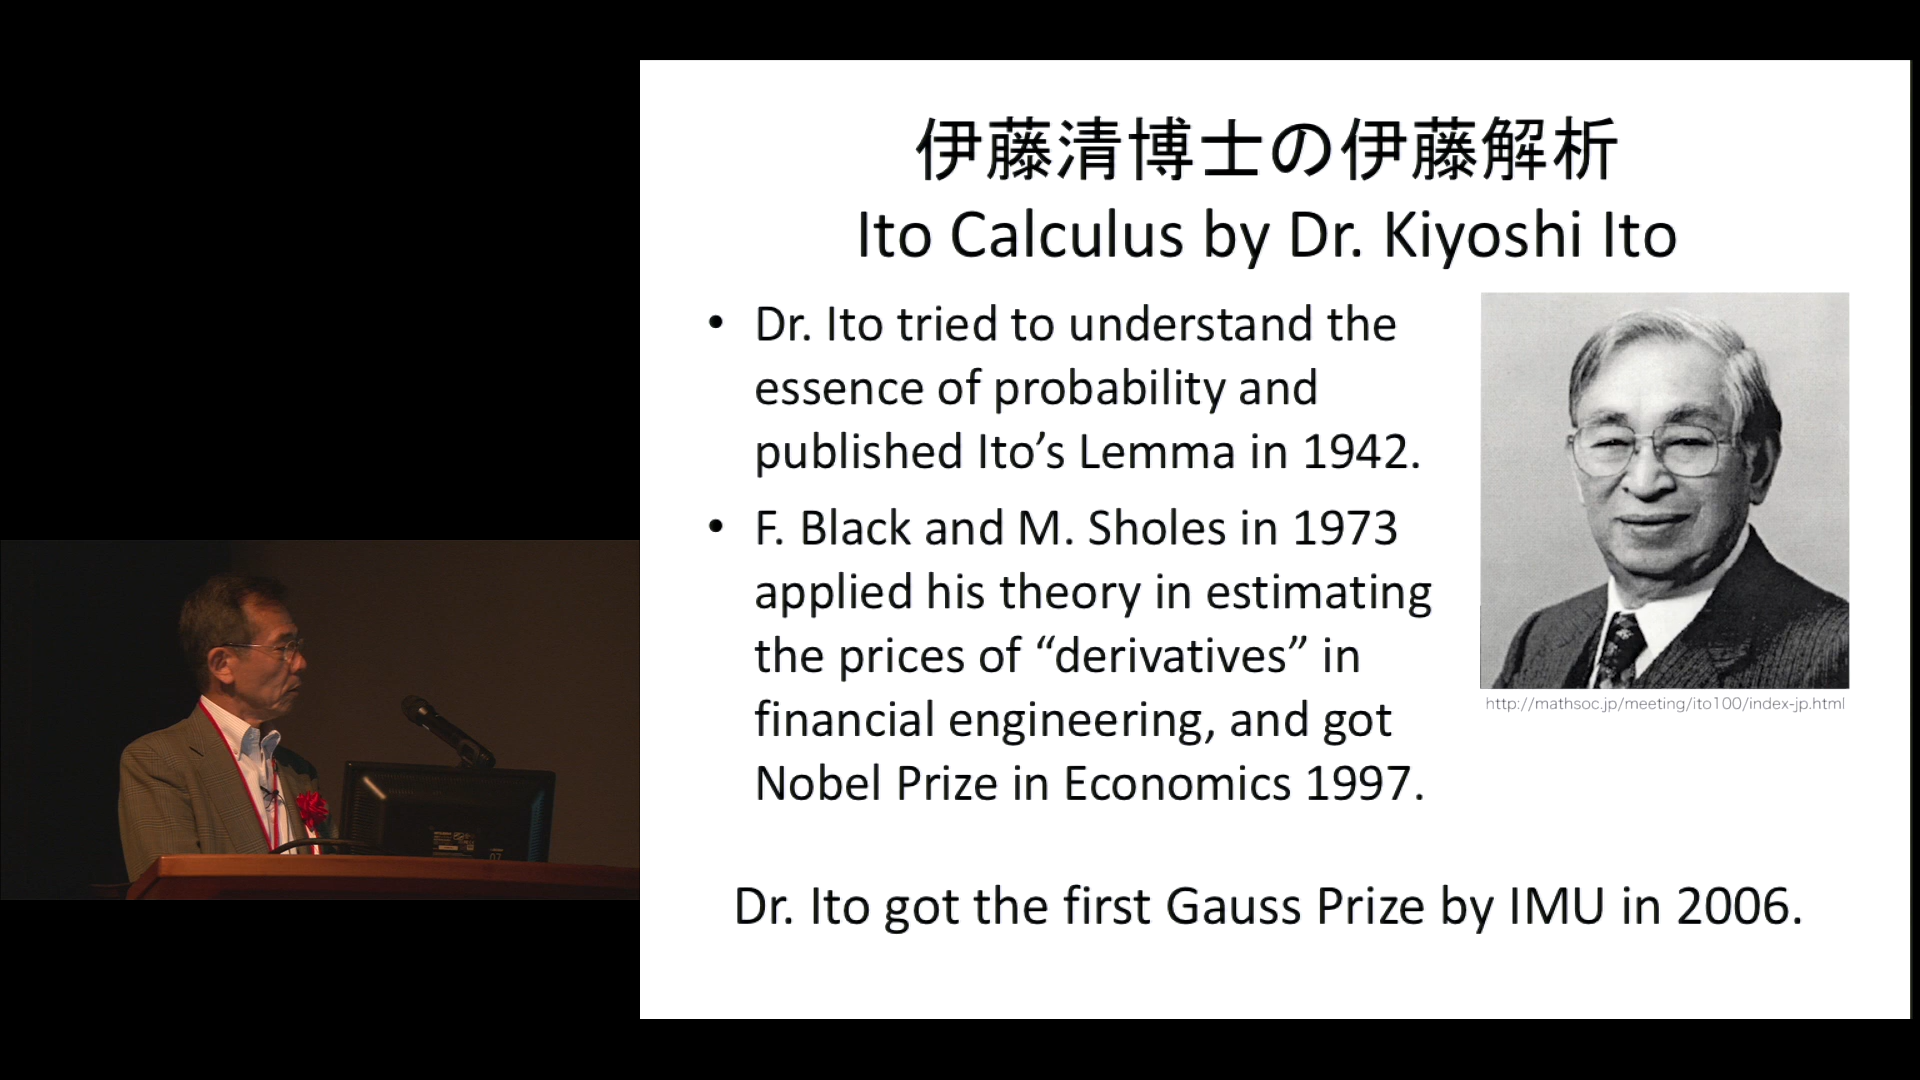 伊藤清博士の伊藤解析
Ito Calculus by Dr. Kiyoshi Ito
• Dr. Ito tried to understand the
essence of probability and
published Ito’s Lemma in 1942.
• F. Black and M. Sholes in 1973
applied his theory in estimating
the prices of “derivatives” in
financial engineering, and got
Nobel Prize in Economics 1997.
http://mathsoc.jp/meeting/ito100/index-jp.html
Dr. Ito got the first Gauss Prize by IMU in 2006.